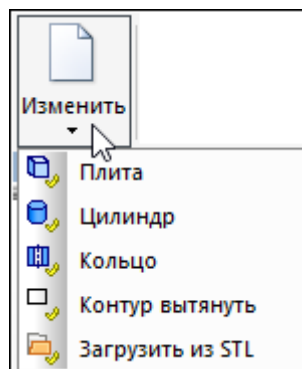 Изменить
Плита
Цилиндр
Кольцо
Контур вытянуть
Загрузить из STL